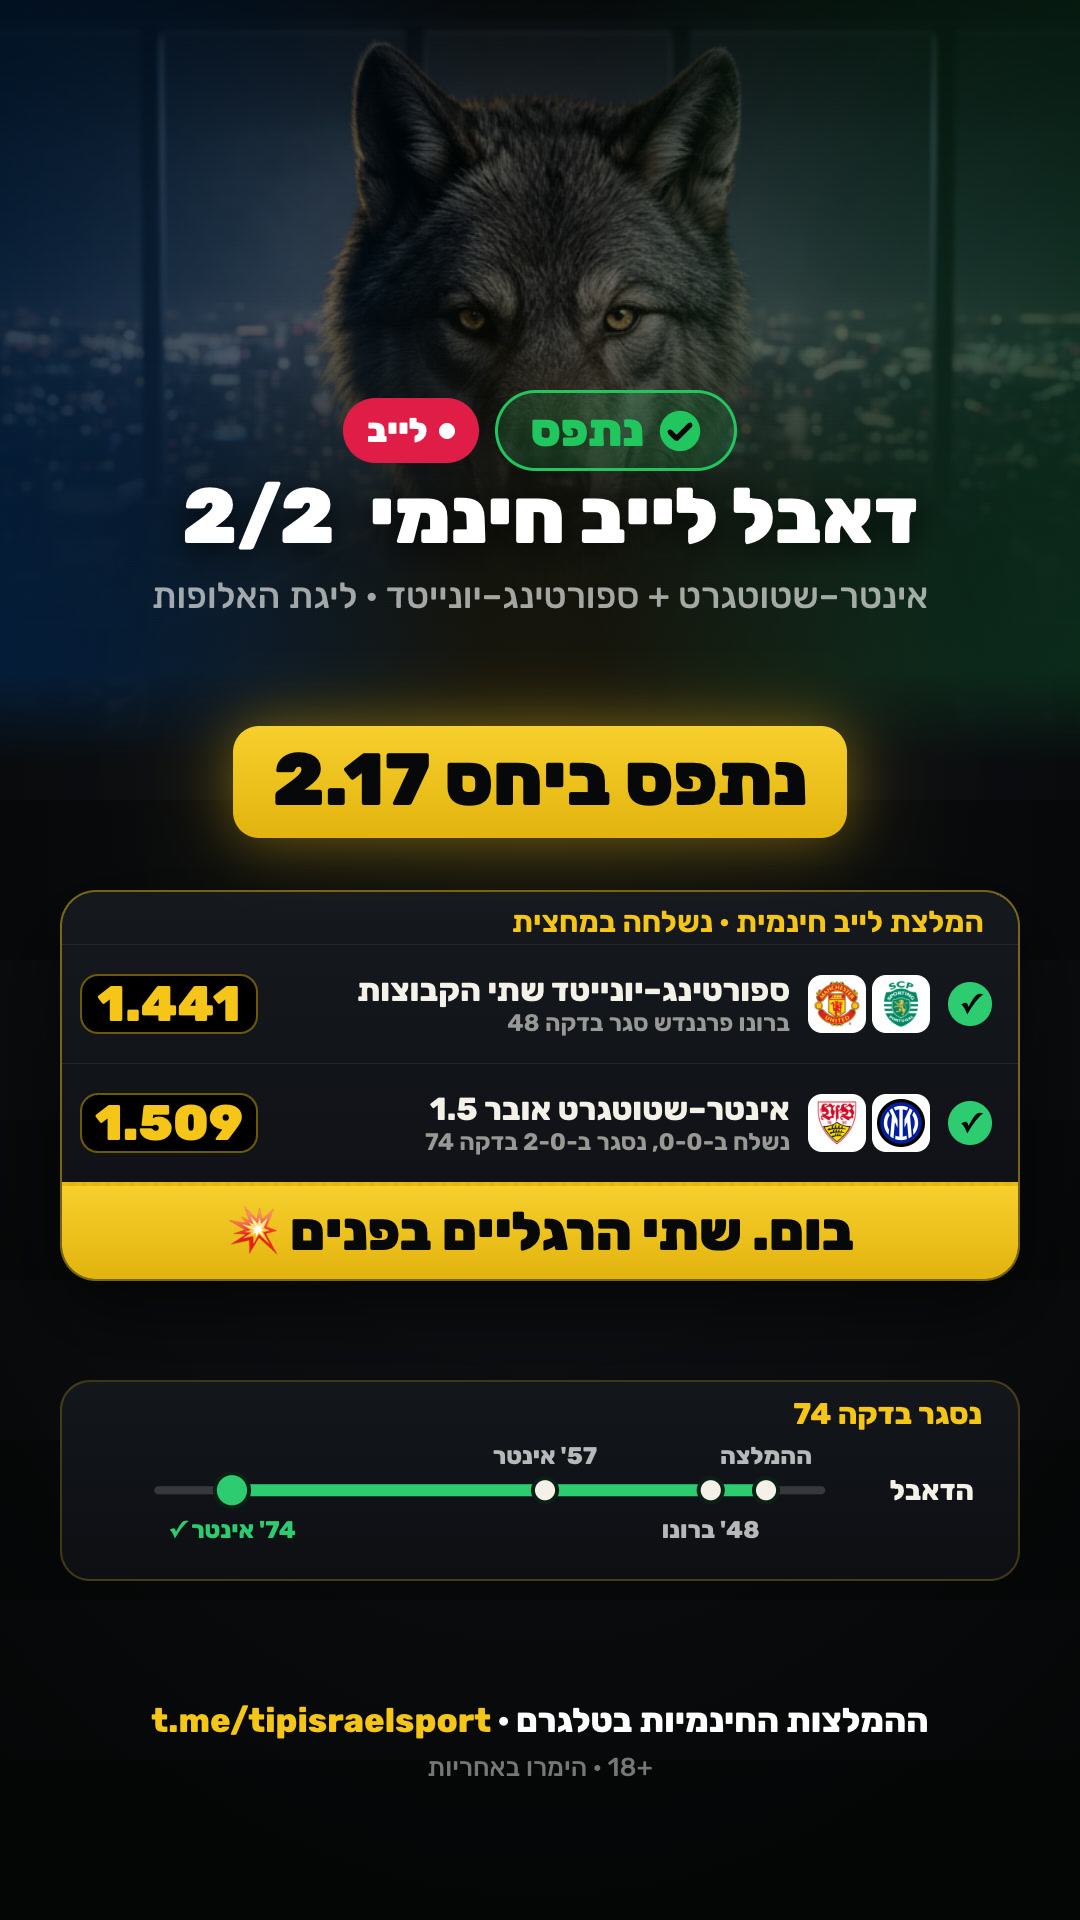 נתפס
לייב
דאבל לייב חינמי 2/2
אינטר-שטוטגרט + ספורטינג-יונייטד • ליגת האלופות
נתפס ביחס 2.17
המלצת לייב חינמית • נשלחה במחצית
ספורטינג-יונייטד שתי הקבוצות 1.441
ברונו פרננדש סגר בדקה 48
אינטר-שטוטגרט אובר 1.5 1.509
נשלח ב-0-0, נסגר ב-2-0 בדקה 74
בום. שתי הרגליים בפנים 💥
נסגר בדקה 74
ההמלצה
57' אינטר
הדאבל
48' ברונו
74' אינטר ✓
ההמלצות החינמיות בטלגרם • t.me/tipisraelsport
18+ • הימרו באחריות